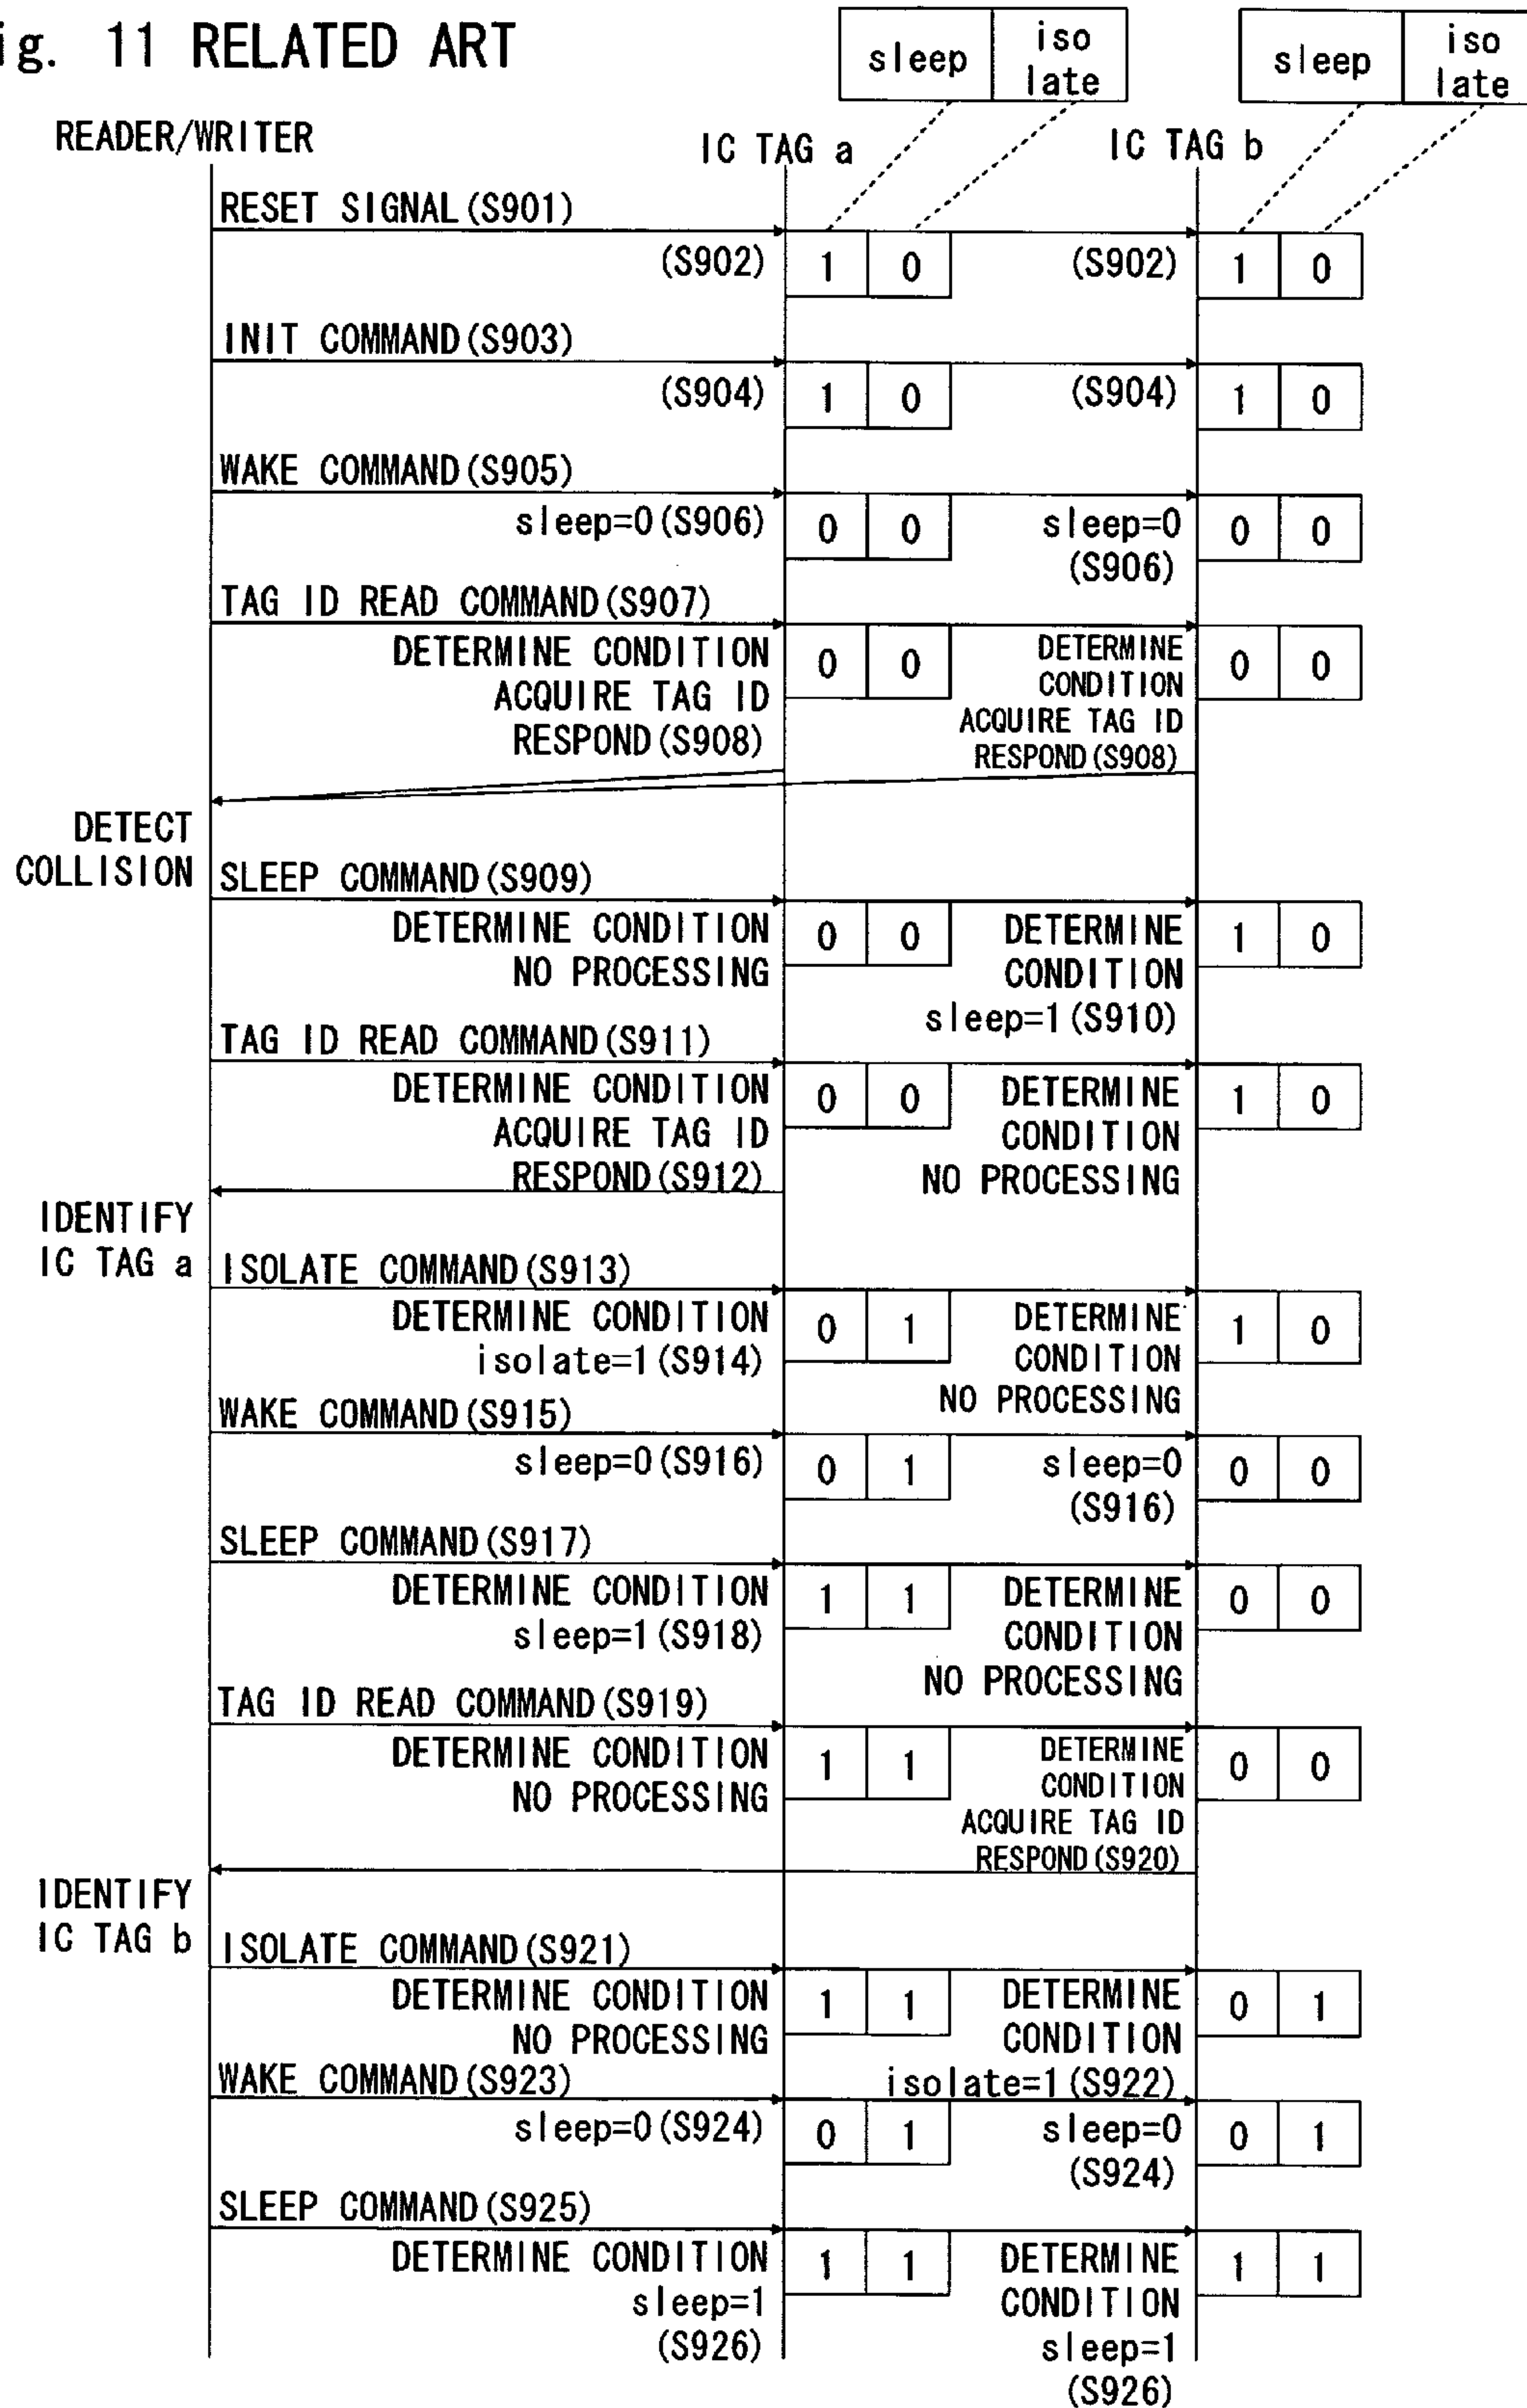 ig. 11 RELATED ART
sleep
iso
late
sleep
iso
late
READER/WRITER
IC TAG a
IC TAG b
RESET SIGNAL(S901)
(S902) 1 0 (S902) 1 0
INIT COMMAND(S903)
(S904) 1 0 (S904) 1 0
WAKE COMMAND(S905)
sleep=0(S906) 0 0 sleep=0 0 0
(S906)
TAG ID READ COMMAND(S907)
DETERMINE CONDITION 0 0 DETERMINE 0 0
CONDITION
ACQUIRE TAG ID ACQUIRE TAG ID
RESPOND(S908) RESPOND(S908)
DETECT
COLLISION
SLEEP COMMAND(S909)
DETERMINE CONDITION 0 0 DETERMINE 1 0
NO PROCESSING CONDITION
sleep=1(S910)
TAG ID READ COMMAND(S911)
DETERMINE CONDITION 0 0 DETERMINE 1 0
ACQUIRE TAG ID CONDITION
RESPOND(S912) NO PROCESSING
IDENTIFY
IC TAG a
ISOLATE COMMAND(S913)
DETERMINE CONDITION 0 1 DETERMINE 1 0
isolate=1(S914) CONDITION
NO PROCESSING
WAKE COMMAND(S915)
sleep=0(S916) 0 1 sleep=0 0 0
(S916)
SLEEP COMMAND(S917)
DETERMINE CONDITION 1 1 DETERMINE 0 0
sleep=1(S918) CONDITION
NO PROCESSING
TAG ID READ COMMAND(S919)
DETERMINE CONDITION 1 1 DETERMINE 0 0
NO PROCESSING CONDITION
ACQUIRE TAG ID
RESPOND(S920)
IDENTIFY
IC TAG b
ISOLATE COMMAND(S921)
DETERMINE CONDITION 1 1 DETERMINE 0 1
NO PROCESSING CONDITION
isolate=1(S922)
WAKE COMMAND(S923)
sleep=0(S924) 0 1 sleep=0 0 1
(S924)
SLEEP COMMAND(S925)
DETERMINE CONDITION 1 1 DETERMINE 1 1
sleep=1 CONDITION
(S926) sleep=1
(S926)